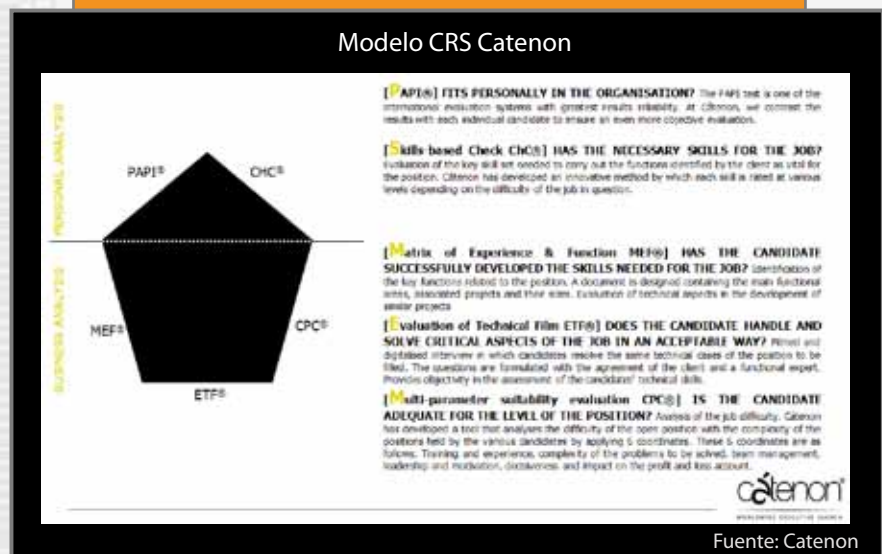 Modelo CRS Catenon
PERSONAL ANALYSIS
PAPI®
CHC®
BUSINESS ANALYSIS
MEF®
CPC®
ETF®
[PAPI®] FITS PERSONALLY IN THE ORGANISATION? The PAPI test is one of the
international evaluation systems with greatest results reliability. At Cátenon, we contrast the
results with each individual candidate to ensure an even more objective evaluation.
[Skills based Check ChC®] HAS THE NECESSARY SKILLS FOR THE JOB?
Evaluation of the key skill set needed to carry out the functions identified by the client as vital for
the position. Cátenon has developed an innovative method by which each skill is rated at various
levels depending on the difficulty of the job in question.
[Matrix of Experience & Function MEF®] HAS THE CANDIDATE
SUCCESSFULLY DEVELOPED THE SKILLS NEEDED FOR THE JOB? Identification of
the key functions related to the position. A document is designed containing the main functional
areas, associated projects and their sizes. Evaluation of technical aspects in the development of
similar projects
[Evaluation of Technical Film ETF®] DOES THE CANDIDATE HANDLE AND
SOLVE CRITICAL ASPECTS OF THE JOB IN AN ACCEPTABLE WAY? Filmed and
digitalised interview in which candidates resolve the same technical cases of the position to be
filled. The questions are formulated with the agreement of the client and a functional expert.
Provides objectivity in the assessment of the candidates' technical skills.
[Multi-parameter suitability evaluation CPC®] IS THE CANDIDATE
ADEQUATE FOR THE LEVEL OF THE POSITION? Analysis of the job difficulty. Catenon
has developed a tool that analyses the difficulty of the open position with the complexity of the
positions held by the various candidates by applying 6 coordinates. These 6 coordinates are as
follows: Training and experience, complexity of the problems to be solved, team management,
leadership and motivation, decisiveness and impact on the profit and loss account.
cátenon
WORLDWIDE EXECUTIVE SEARCH
Fuente: Catenon